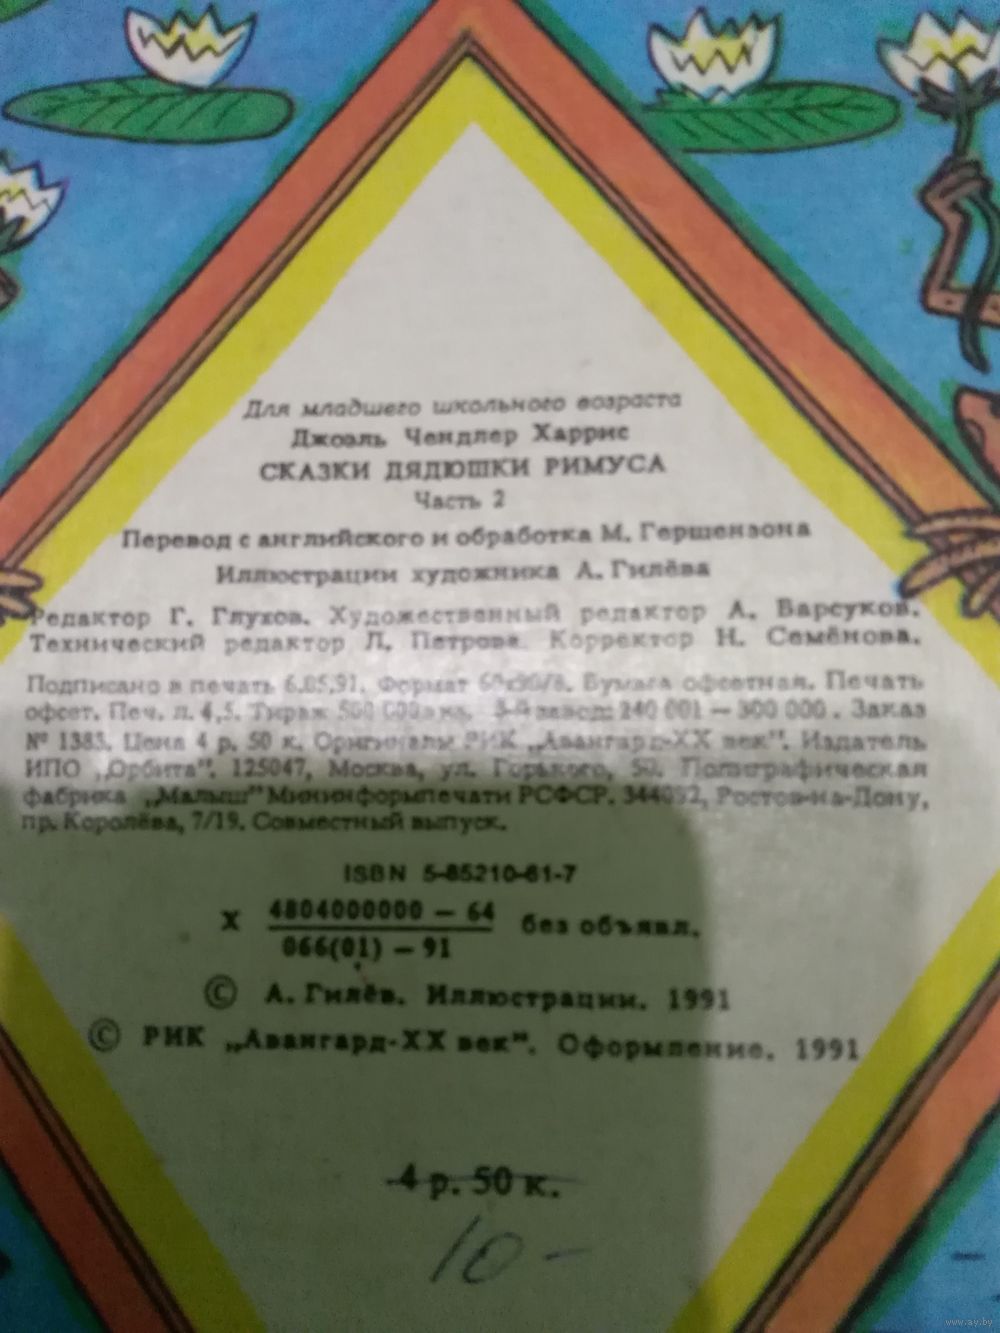 Для младшего школьного возраста
Джоэль Чендлер Харрис
СКАЗКИ ДЯДЮШКИ РИМУСА
Часть 2
Перевод с английского и обработка М. Гершензона
Иллюстрации художника А. Гилёва
Редактор Г. Глухов. Художественный редактор А. Барсуков.
Технический редактор Л. Петрова. Корректор Н. Семёнова.
Подписано в печать 6.05.91. Формат 60х90/8. Бумага офсетная. Печать
офсет. Печ. л. 4,5. Тираж 500 000 экз. 3-й завод: 240 001 — 300 000. Заказ
№ 1383. Цена 4 р. 50 к. Оригиналы РИК „Авангард-XX век". Издатель
ИПО „Орбита". 125047, Москва, ул. Горького, 50. Полиграфическая
фабрика „Малыш" Мининформпечати РСФСР. 344092, Ростов-на-Дону,
пр. Королёва, 7/19. Совместный выпуск.
ISBN 5-85210-61-7
Х 4804000000 — 64 без объявл.
066(01) — 91
© А. Гилёв. Иллюстрации. 1991
© РИК „Авангард-XX век". Оформление. 1991
4 р. 50 к.
10 -
www.ay.by